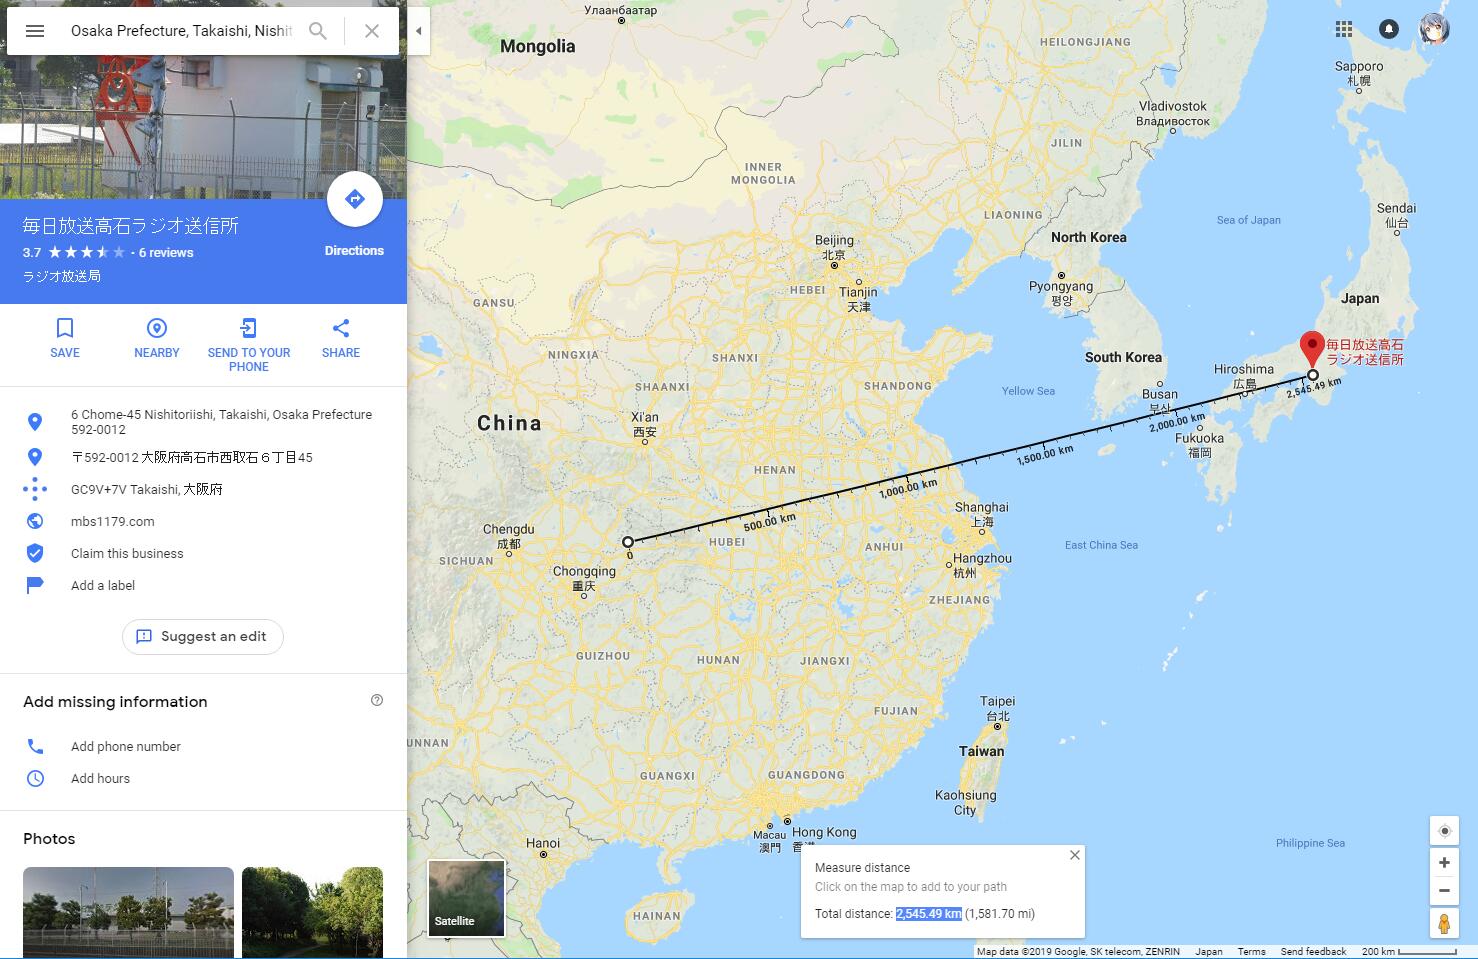 Osaka Prefecture, Takaishi, Nishit
毎日放送高石ラジオ送信所
3.7 ★★★★★ - 6 reviews
ラジオ放送局
Directions
SAVE
NEARBY
SEND TO YOUR
PHONE
SHARE
6 Chome-45 Nishitoriishi, Takaishi, Osaka Prefecture
592-0012
〒592-0012 大阪府高石市西取石６丁目45
GC9V+7V Takaishi, 大阪府
mbs1179.com
Claim this business
Add a label
Suggest an edit
Add missing information
Add phone number
Add hours
Photos
Улаанбаатар
Mongolia
HEILONGJIANG
Sapporo
札幌
Vladivostok
Владивосток
JILIN
INNER
MONGOLIA
LIAONING
Sea of Japan
Sendai
仙台
North Korea
Beijing
北京
Pyongyang
평양
HEBEI
Tianjin
天津
GANSU
Japan
毎日放送高石
ラジオ送信所
NINGXIA
SHANXI
South Korea
Hiroshima
広島
SHAANXI
SHANDONG
Yellow Sea
Busan
부산
2,545.49 km
China
Xi'an
西安
2,000.00 km
Fukuoka
福岡
1,500.00 km
HENAN
1,000.00 km
500.00 km
0
Shanghai
上海
Chengdu
成都
HUBEI
ANHUI
East China Sea
SICHUAN
Hangzhou
杭州
Chongqing
重庆
ZHEJIANG
GUIZHOU
HUNAN
JIANGXI
FUJIAN
Taipei
台北
UNNAN
Taiwan
GUANGXI
GUANGDONG
Kaohsiung
City
Macau
澳門
Hong Kong
香港
Hanoi
Philippine Sea
HAINAN
Satellite
Measure distance
Click on the map to add to your path
Total distance: 2,545.49 km (1,581.70 mi)
Map data ©2019 Google, SK telecom, ZENRIN Japan Terms Send feedback 200 km